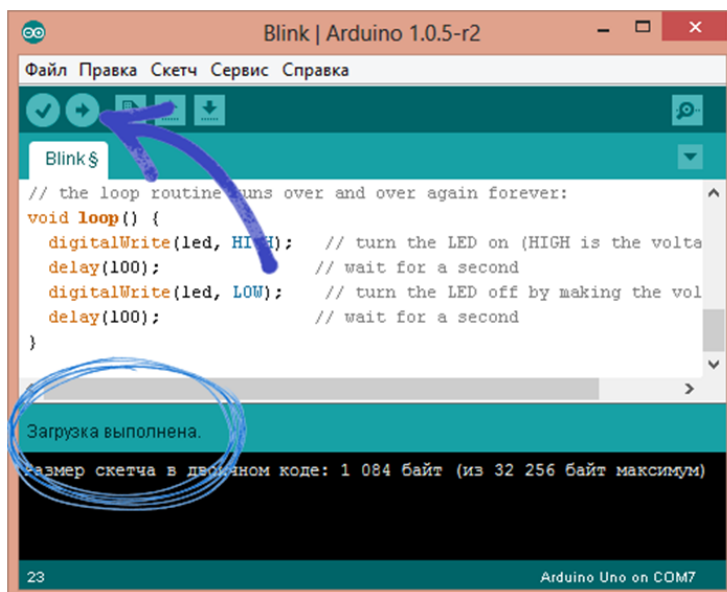 Blink | Arduino 1.0.5-r2
Файл Правка Скетч Сервис Справка
Blink §
// the loop routine runs over and over again forever:
void loop() {
digitalWrite(led, HIGH);   // turn the LED on (HIGH is the volta
delay(100);               // wait for a second
digitalWrite(led, LOW);    // turn the LED off by making the vol
delay(100);               // wait for a second
}
Загрузка выполнена.
Размер скетча в двоичном коде: 1 084 байт (из 32 256 байт максимум)
23
Arduino Uno on COM7